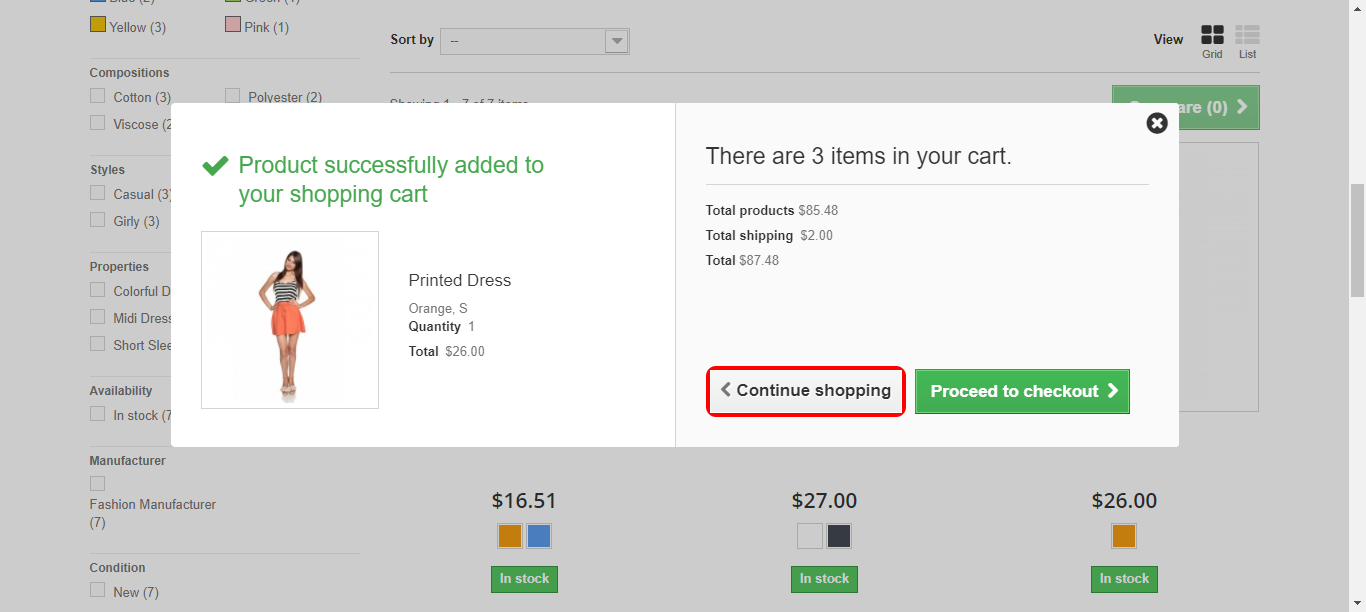 Blue (2)
Green (1)
Yellow (3)
Pink (1)
Compositions
Cotton (3)
Polyester (2)
Viscose (2
Styles
Casual (3)
Girly (3)
Properties
Colorful D
Midi Dress
Short Slee
Availability
In stock (7
Manufacturer
Fashion Manufacturer
(7)
Condition
New (7)
Sort by
--
View
Grid
List
Showing 1 - 7 of 7 items
are (0)
Product successfully added to
your shopping cart
Printed Dress
Orange, S
Quantity 1
Total $26.00
There are 3 items in your cart.
Total products $85.48
Total shipping $2.00
Total $87.48
Continue shopping
Proceed to checkout
$16.51
$27.00
$26.00
In stock
In stock
In stock